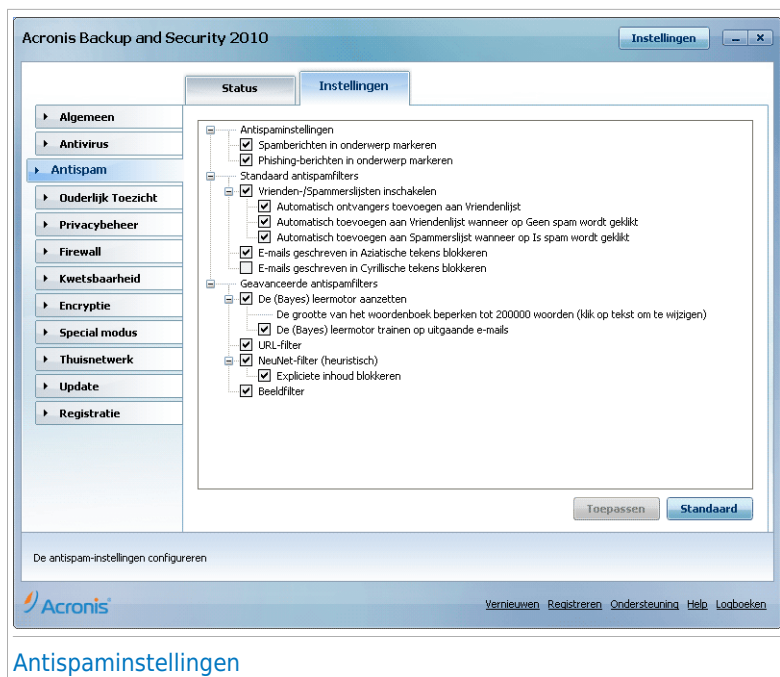 Acronis Backup and Security 2010
Instellingen
Status
Instellingen
Algemeen
Antivirus
Antispam
Ouderlijk Toezicht
Privacybeheer
Firewall
Kwetsbaarheid
Encryptie
Special modus
Thuisnetwerk
Update
Registratie
Antispaminstellingen
Spamberichten in onderwerp markeren
Phishing-berichten in onderwerp markeren
Standaard antispamfilters
Vrienden-/Spammerslijsten inschakelen
Automatisch ontvangers toevoegen aan Vriendenlijst
Automatisch toevoegen aan Vriendenlijst wanneer op Geen spam wordt geklikt
Automatisch toevoegen aan Spammerslijst wanneer op Is spam wordt geklikt
E-mails geschreven in Aziatische tekens blokkeren
E-mails geschreven in Cyrillische tekens blokkeren
Geavanceerde antispamfilters
De (Bayes) leermotor aanzetten
De grootte van het woordenboek beperken tot 200000 woorden (klik op tekst om te wijzigen)
De (Bayes) leermotor trainen op uitgaande e-mails
URL-filter
NeuNet-filter (heuristisch)
Expliciete inhoud blokkeren
Beeldfilter
Toepassen
Standaard
De antispam-instellingen configureren
Acronis
Vernieuwen Registreren Ondersteuning Help Logboeken
Antispaminstellingen